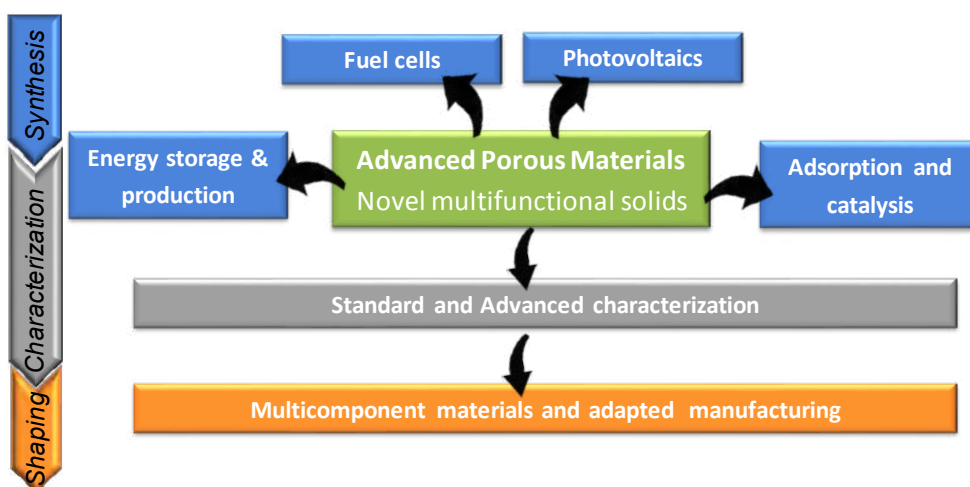 Synthesis
Characterization
Shaping
Fuel cells
Photovoltaics
Energy storage &
production
Advanced Porous Materials
Novel multifunctional solids
Adsorption and
catalysis
Standard and Advanced characterization
Multicomponent materials and adapted manufacturing